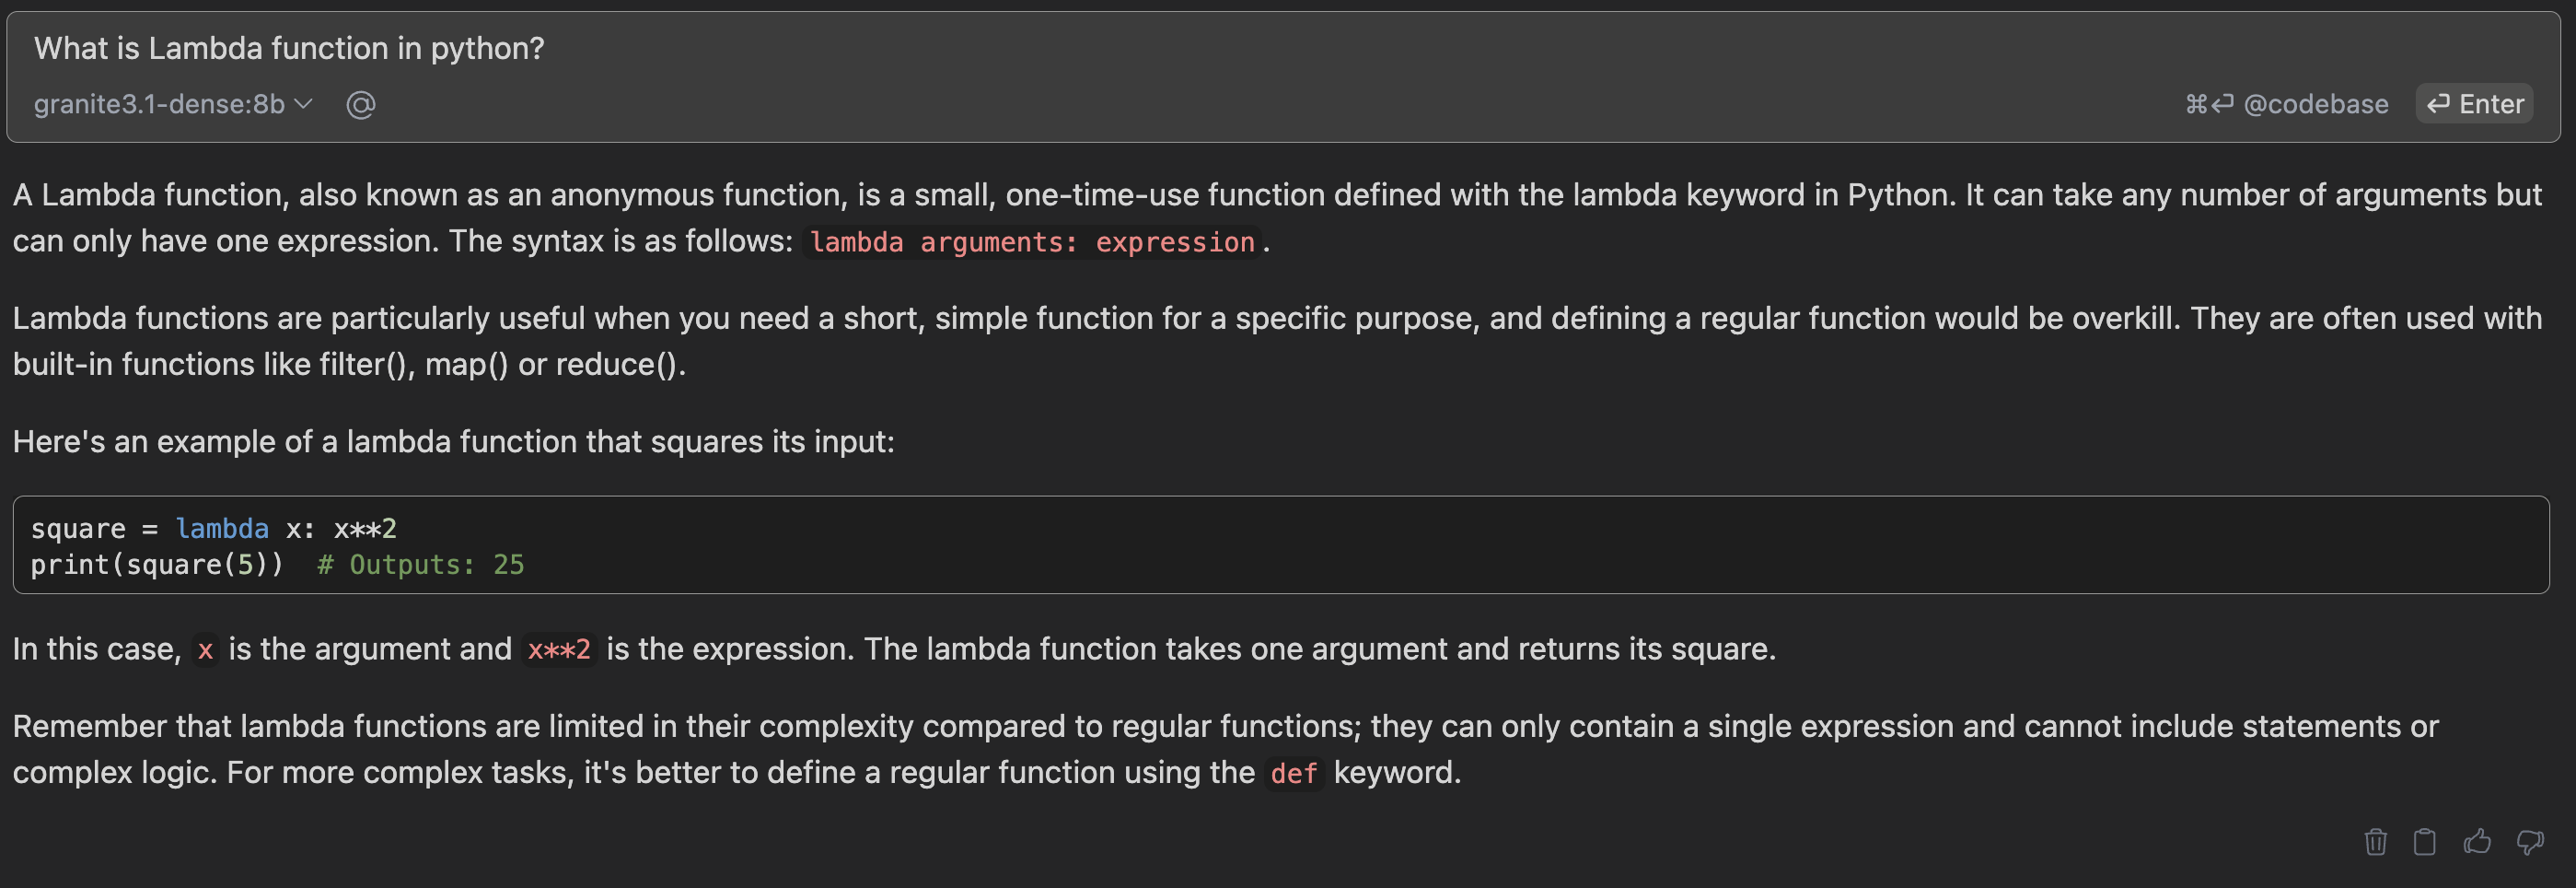 What is Lambda function in python?
granite3.1-dense:8b @ ⌘⏎ @codebase ⏎ Enter
A Lambda function, also known as an anonymous function, is a small, one-time-use function defined with the lambda keyword in Python. It can take any number of arguments but
can only have one expression. The syntax is as follows: lambda arguments: expression.
Lambda functions are particularly useful when you need a short, simple function for a specific purpose, and defining a regular function would be overkill. They are often used with
built-in functions like filter(), map() or reduce().
Here's an example of a lambda function that squares its input:
square = lambda x: x**2
print(square(5))  # Outputs: 25
In this case, x is the argument and x**2 is the expression. The lambda function takes one argument and returns its square.
Remember that lambda functions are limited in their complexity compared to regular functions; they can only contain a single expression and cannot include statements or
complex logic. For more complex tasks, it's better to define a regular function using the def keyword.